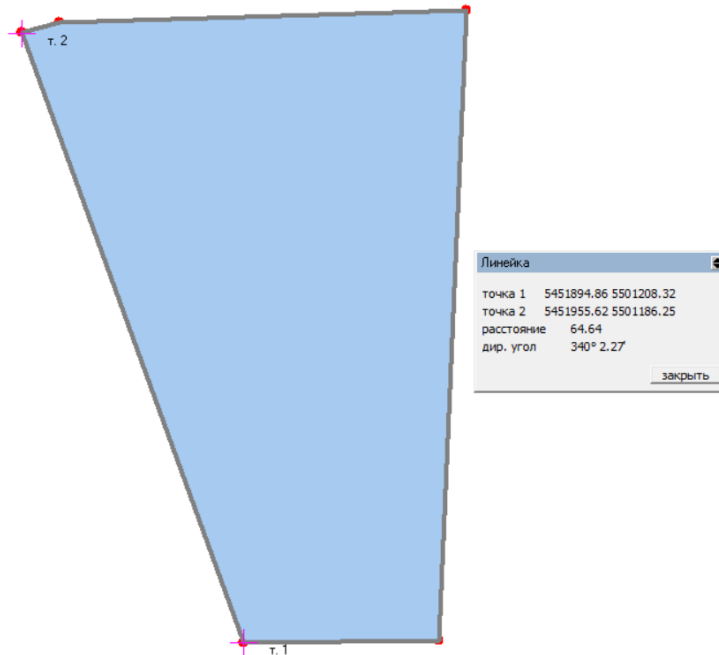 т. 2
Линейка
точка 1 5451894.86 5501208.32
точка 2 5451955.62 5501186.25
расстояние 64.64
дир. угол 340° 2.27'
закрыть
т. 1